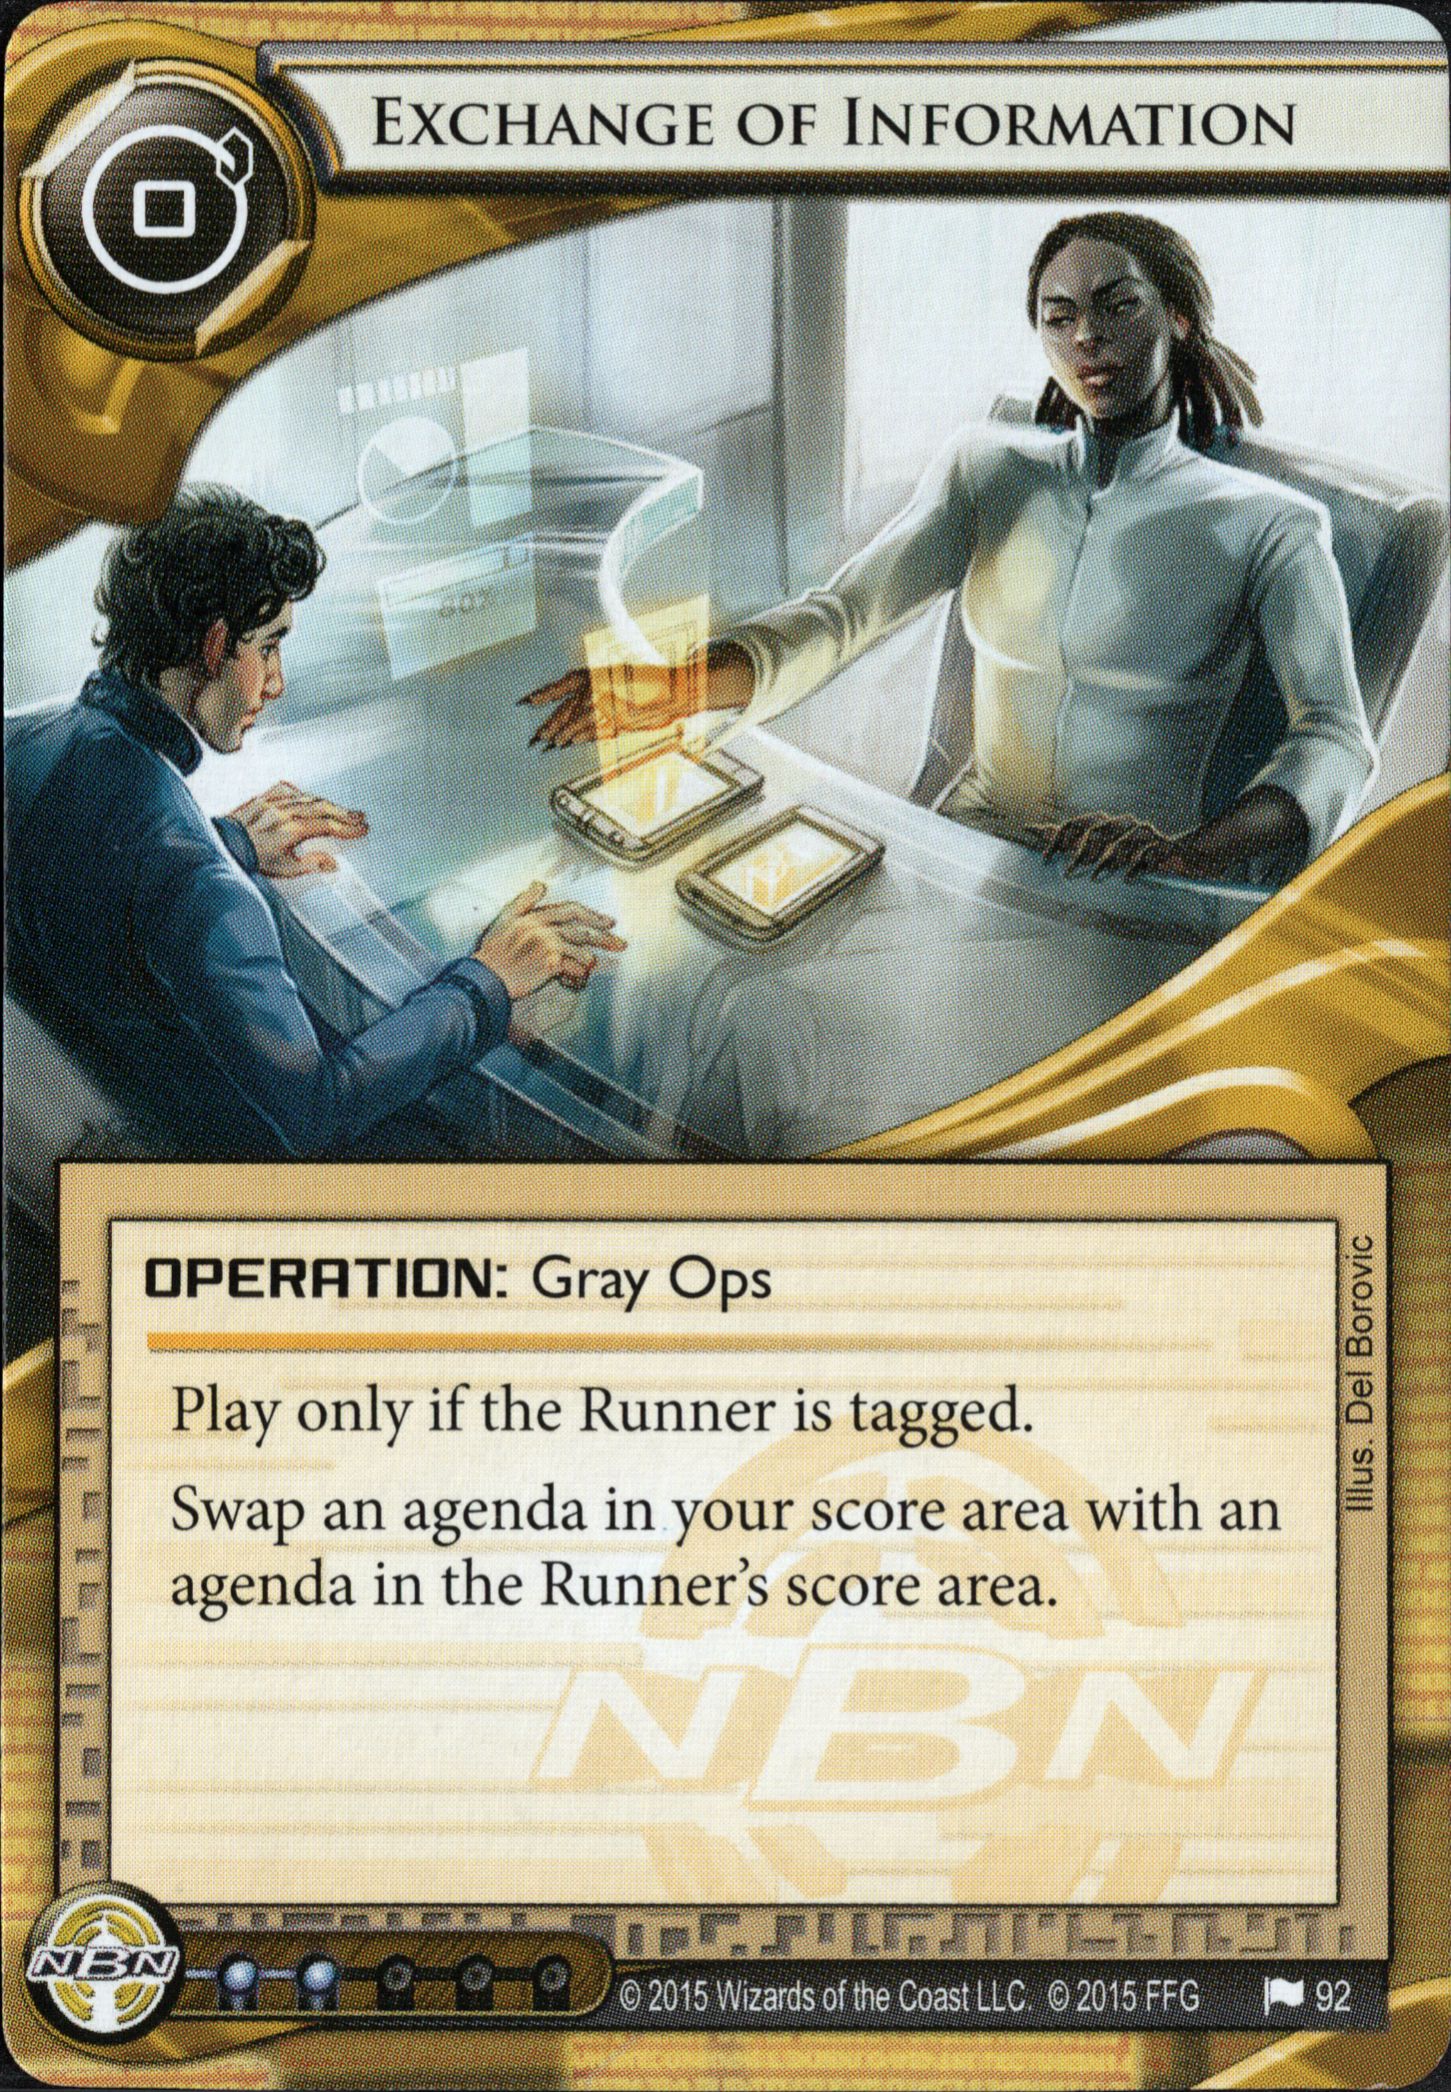 0
EXCHANGE OF INFORMATION
60%
OPERATION: Gray Ops
Play only if the Runner is tagged.
Swap an agenda in your score area with an
agenda in the Runner's score area.
NBN
Illus. Del Borovic
NBN
© 2015 Wizards of the Coast LLC. © 2015 FFG
92